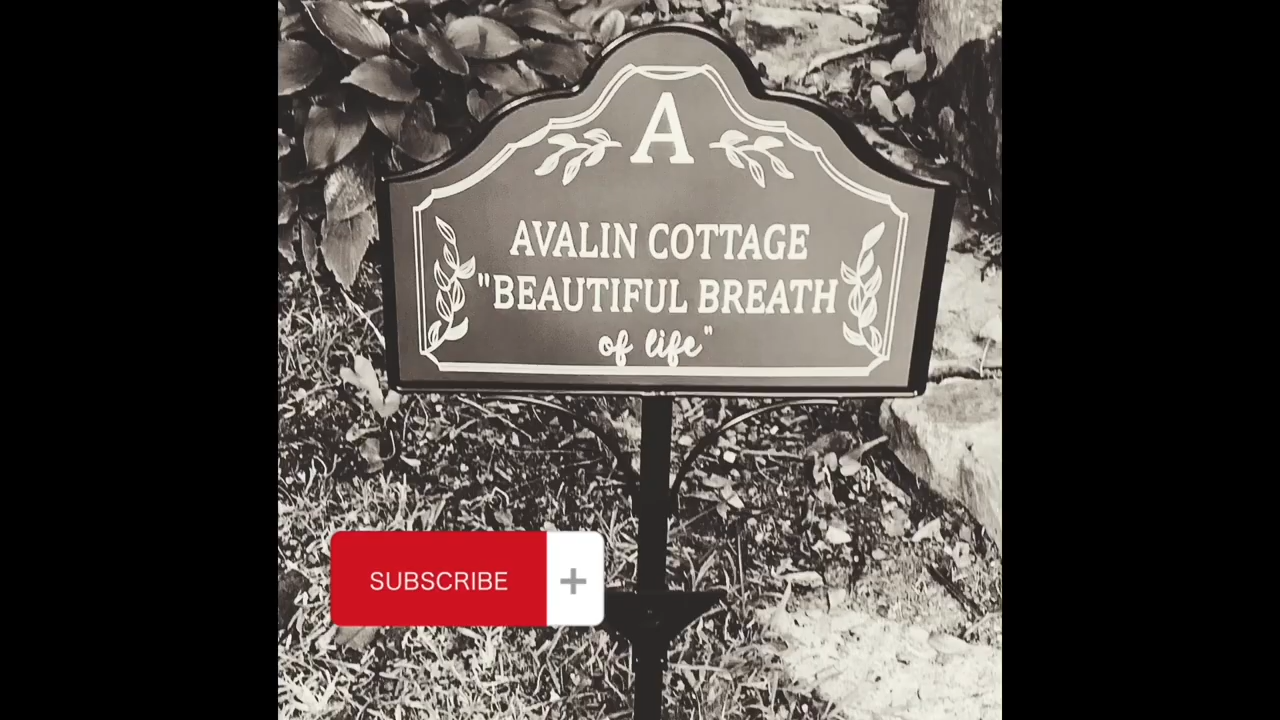 A
AVALIN COTTAGE
"BEAUTIFUL BREATH
of life"
SUBSCRIBE +